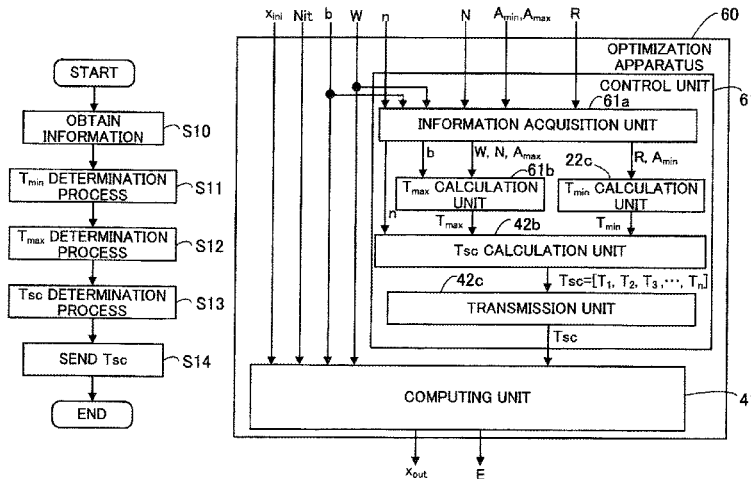 START
OBTAIN
INFORMATION
S10
Tmin DETERMINATION
PROCESS
S11
Tmax DETERMINATION
PROCESS
S12
Tsc DETERMINATION
PROCESS
S13
SEND Tsc
S14
END
xini Nit b W n N Amin,Amax R
60
OPTIMIZATION
APPARATUS
CONTROL UNIT
6
61a
INFORMATION ACQUISITION UNIT
b
W, N, Amax
R, Amin
61b
22c
Tmax CALCULATION
UNIT
Tmin CALCULATION
UNIT
n
Tmax
42b
Tmin
Tsc CALCULATION UNIT
42c
Tsc=[T1, T2, T3,···, Tn]
TRANSMISSION UNIT
Tsc
COMPUTING UNIT
4
xout
E